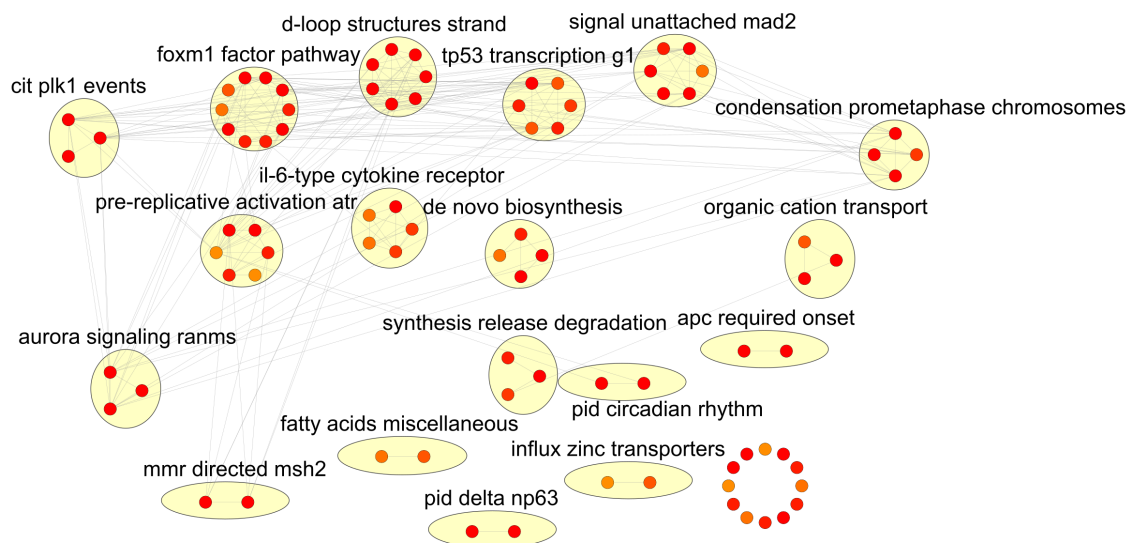 d-loop structures strand
signal unattached mad2
foxm1 factor pathway
tp53 transcription g1
cit plk1 events
condensation prometaphase chromosomes
il-6-type cytokine receptor
pre-replicative activation atr
de novo biosynthesis
organic cation transport
synthesis release degradation
apc required onset
aurora signaling ranms
pid circadian rhythm
fatty acids miscellaneous
influx zinc transporters
mmr directed msh2
pid delta np63